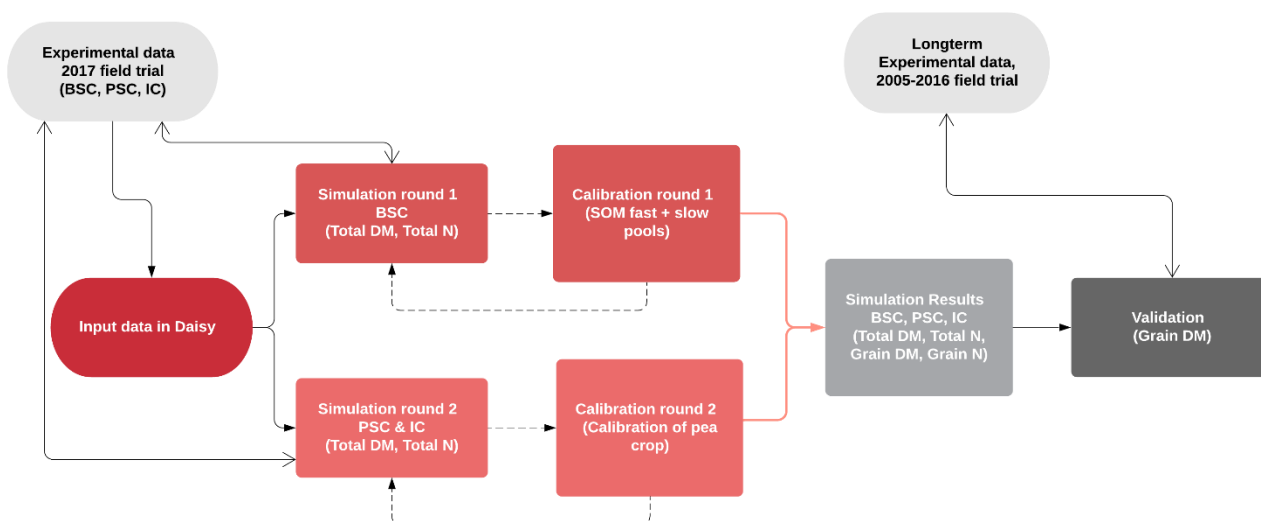 Experimental data
2017 field trial
(BSC, PSC, IC)
Longterm
Experimental data,
2005-2016 field trial
Simulation round 1
BSC
(Total DM, Total N)
Calibration round 1
(SOM fast + slow
pools)
Input data in Daisy
Simulation Results
BSC, PSC, IC
(Total DM, Total N,
Grain DM, Grain N)
Validation
(Grain DM)
Simulation round 2
PSC & IC
(Total DM, Total N)
Calibration round 2
(Calibration of pea
crop)